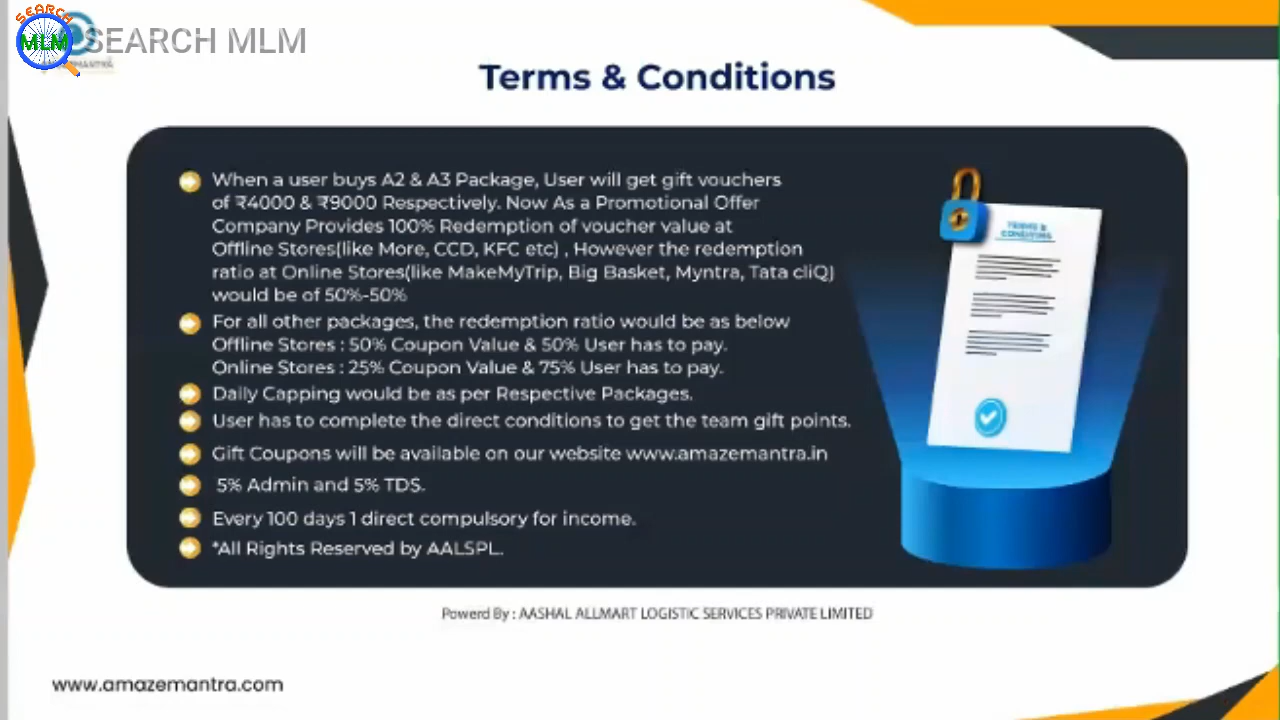 SEARCH
MLM
SEARCH MLM
Terms & Conditions
When a user buys A2 & A3 Package, User will get gift vouchers
of ₹4000 & ₹9000 Respectively. Now As a Promotional Offer
Company Provides 100% Redemption of voucher value at
Offline Stores(like More, CCD, KFC etc) , However the redemption
ratio at Online Stores(like MakeMyTrip, Big Basket, Myntra, Tata cliQ)
would be of 50%-50%
For all other packages, the redemption ratio would be as below
Offline Stores : 50% Coupon Value & 50% User has to pay.
Online Stores : 25% Coupon Value & 75% User has to pay.
Daily Capping would be as per Respective Packages.
User has to complete the direct conditions to get the team gift points.
Gift Coupons will be available on our website www.amazemantra.in
5% Admin and 5% TDS.
Every 100 days 1 direct compulsory for income.
*All Rights Reserved by AALSPL.
TERMS &
Powerd By : AASHAL ALLMART LOGISTIC SERVICES PRIVATE LIMITED
www.amazemantra.com